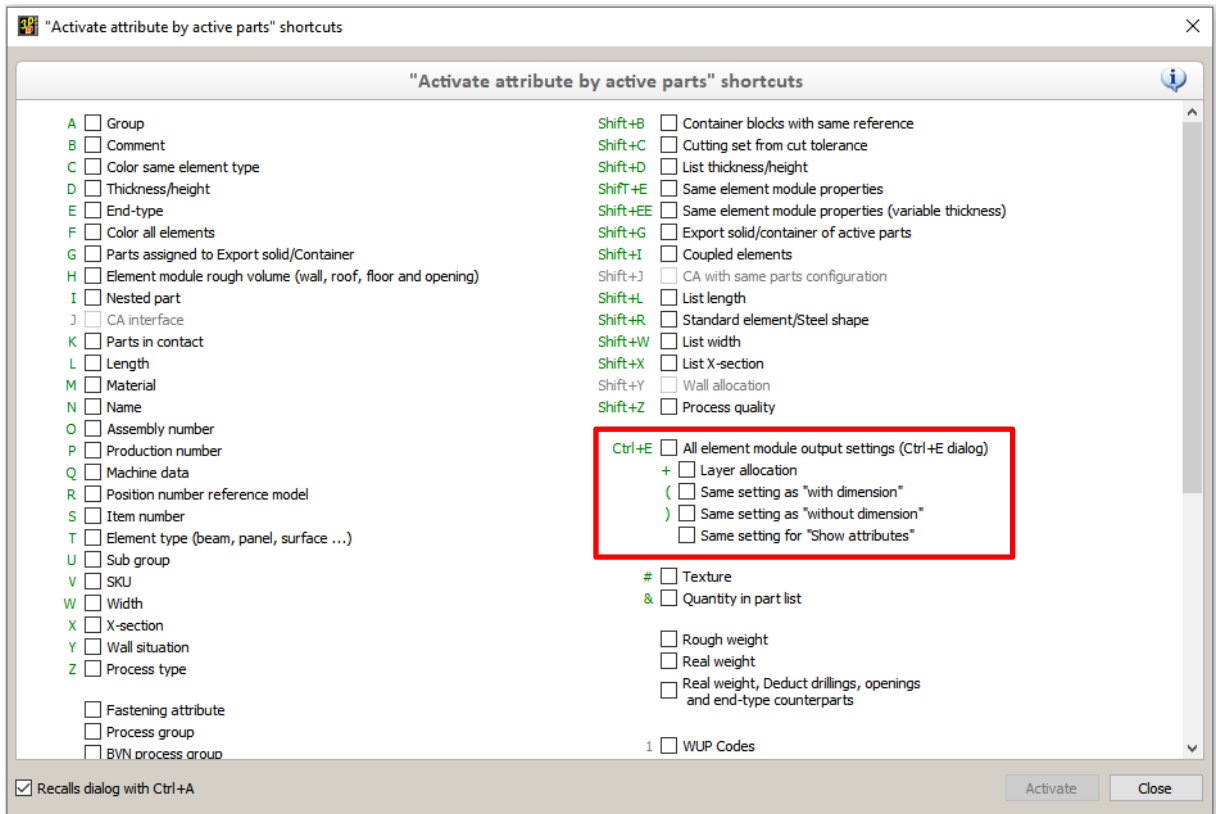 "Activate attribute by active parts" shortcuts
"Activate attribute by active parts" shortcuts
A Group
B Comment
C Color same element type
D Thickness/height
E End-type
F Color all elements
G Parts assigned to Export solid/Container
H Element module rough volume (wall, roof, floor and opening)
I Nested part
J CA interface
K Parts in contact
L Length
M Material
N Name
O Assembly number
P Production number
Q Machine data
R Position number reference model
S Item number
T Element type (beam, panel, surface ...)
U Sub group
V SKU
W Width
X X-section
Y Wall situation
Z Process type
Fastening attribute
Process group
BVN process group
Shift+B Container blocks with same reference
Shift+C Cutting set from cut tolerance
Shift+D List thickness/height
ShifT+E Same element module properties
Shift+EE Same element module properties (variable thickness)
Shift+G Export solid/container of active parts
Shift+I Coupled elements
Shift+J CA with same parts configuration
Shift+L List length
Shift+R Standard element/Steel shape
Shift+W List width
Shift+X List X-section
Shift+Y Wall allocation
Shift+Z Process quality
Ctrl+E All element module output settings (Ctrl+E dialog)
+ Layer allocation
( Same setting as "with dimension"
) Same setting as "without dimension"
Same setting for "Show attributes"
# Texture
& Quantity in part list
Rough weight
Real weight
Real weight, Deduct drillings, openings
and end-type counterparts
1 WUP Codes
Recalls dialog with Ctrl+A
Activate
Close